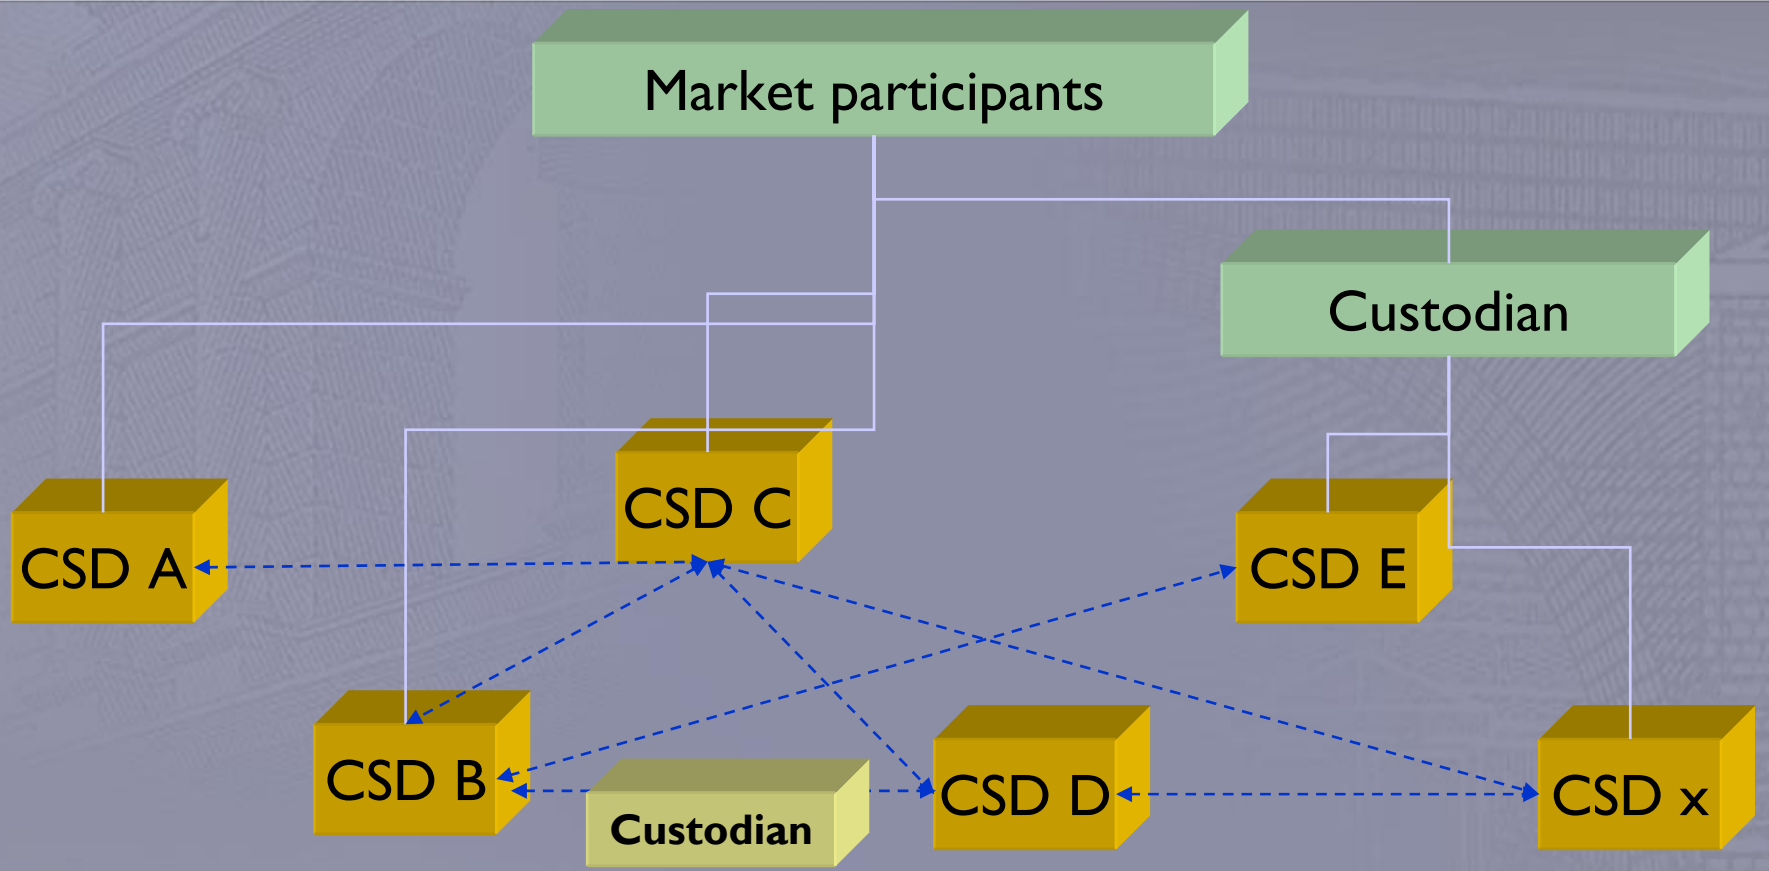 Market participants
Custodian
CSD C
CSD A
CSD E
CSD B
CSD D
CSD x
Custodian